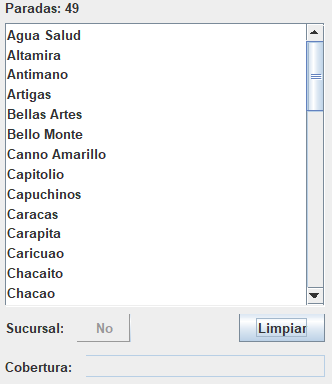 Paradas: 49
Agua Salud
Altamira
Antimano
Artigas
Bellas Artes
Bello Monte
Canno Amarillo
Capitolio
Capuchinos
Caracas
Carapita
Caricuao
Chacaito
Chacao
Sucursal: No Limpiar
Cobertura: